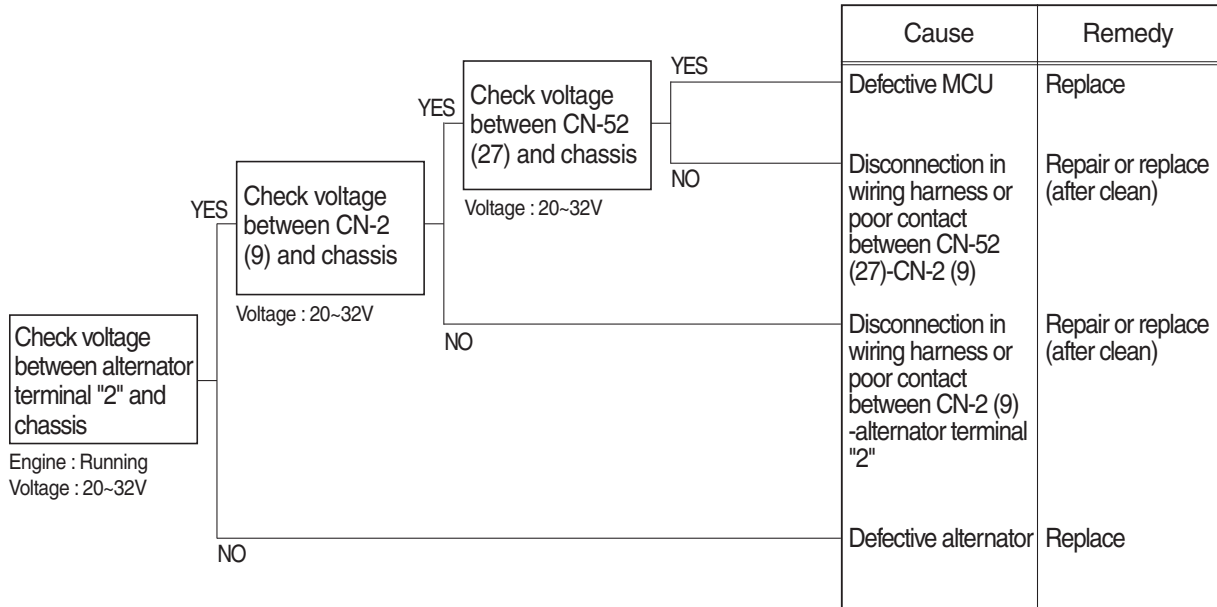 Cause
Remedy
YES
Defective MCU
Replace
Check voltage
between CN-52
(27) and chassis
YES
NO
Voltage : 20~32V
Disconnection in
wiring harness or
poor contact
between CN-52
(27)-CN-2 (9)
Repair or replace
(after clean)
Check voltage
between CN-2
(9) and chassis
YES
NO
Voltage : 20~32V
Disconnection in
wiring harness or
poor contact
between CN-2 (9)
-alternator terminal
"2"
Repair or replace
(after clean)
Check voltage
between alternator
terminal "2" and
chassis
Engine : Running
Voltage : 20~32V
NO
Defective alternator
Replace